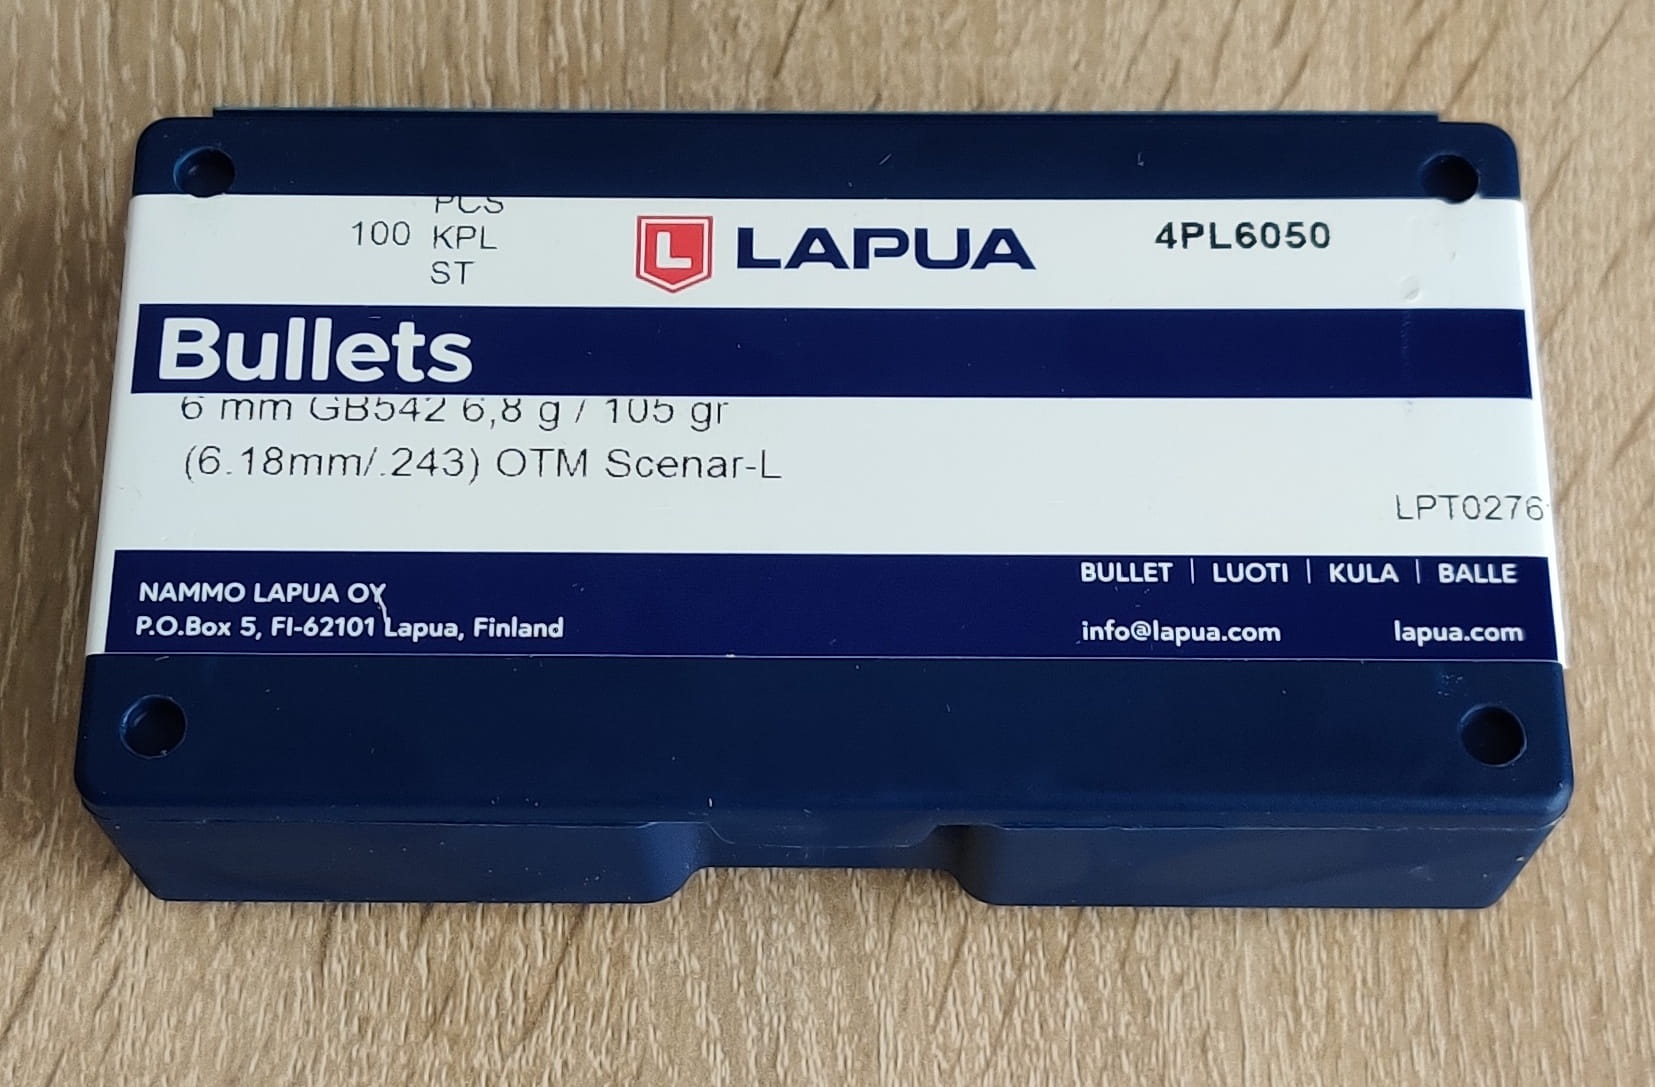 PCS
100 KPL
ST
L LAPUA
4PL6050
Bullets
6 mm GB542 6,8 g / 105 gr
(6.18mm/.243) OTM Scenar-L
LPT0276
NAMMO LAPUA OY
P.O.Box 5, FI-62101 Lapua, Finland
BULLET | LUOTI | KULA | BALLE
info@lapua.com lapua.com